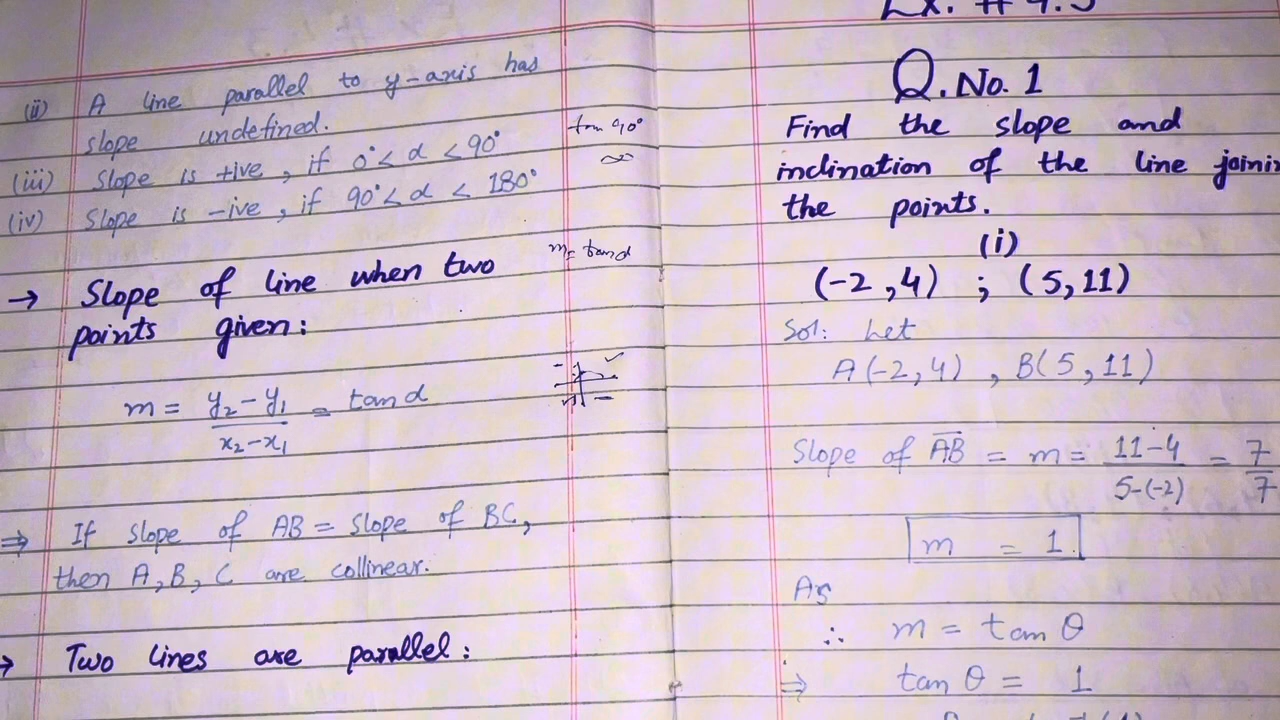 (ii) A line parallel to y-axis has
slope undefined.
tan 90°
∞
(iii) Slope is +ive, if 0° < α < 90°
(iv) Slope is -ive, if 90° < α < 180°
m = tan α
→ Slope of line when two
points given:
m = y₂ - y₁ / x₂ - x₁ = tan α
⇒ If slope of AB = slope of BC,
then A, B, C are collinear.
→ Two lines are parallel:
Ex. # 4.3
Q. No. 1
Find the slope and
inclination of the line joinin
the points.
(i)
(-2, 4) ; (5, 11)
Sol: Let
A(-2, 4) , B(5, 11)
Slope of AB = m = 11-4 / 5-(-2) = 7/7
m = 1.
As
∴ m = tan θ
⇒ tan θ = 1